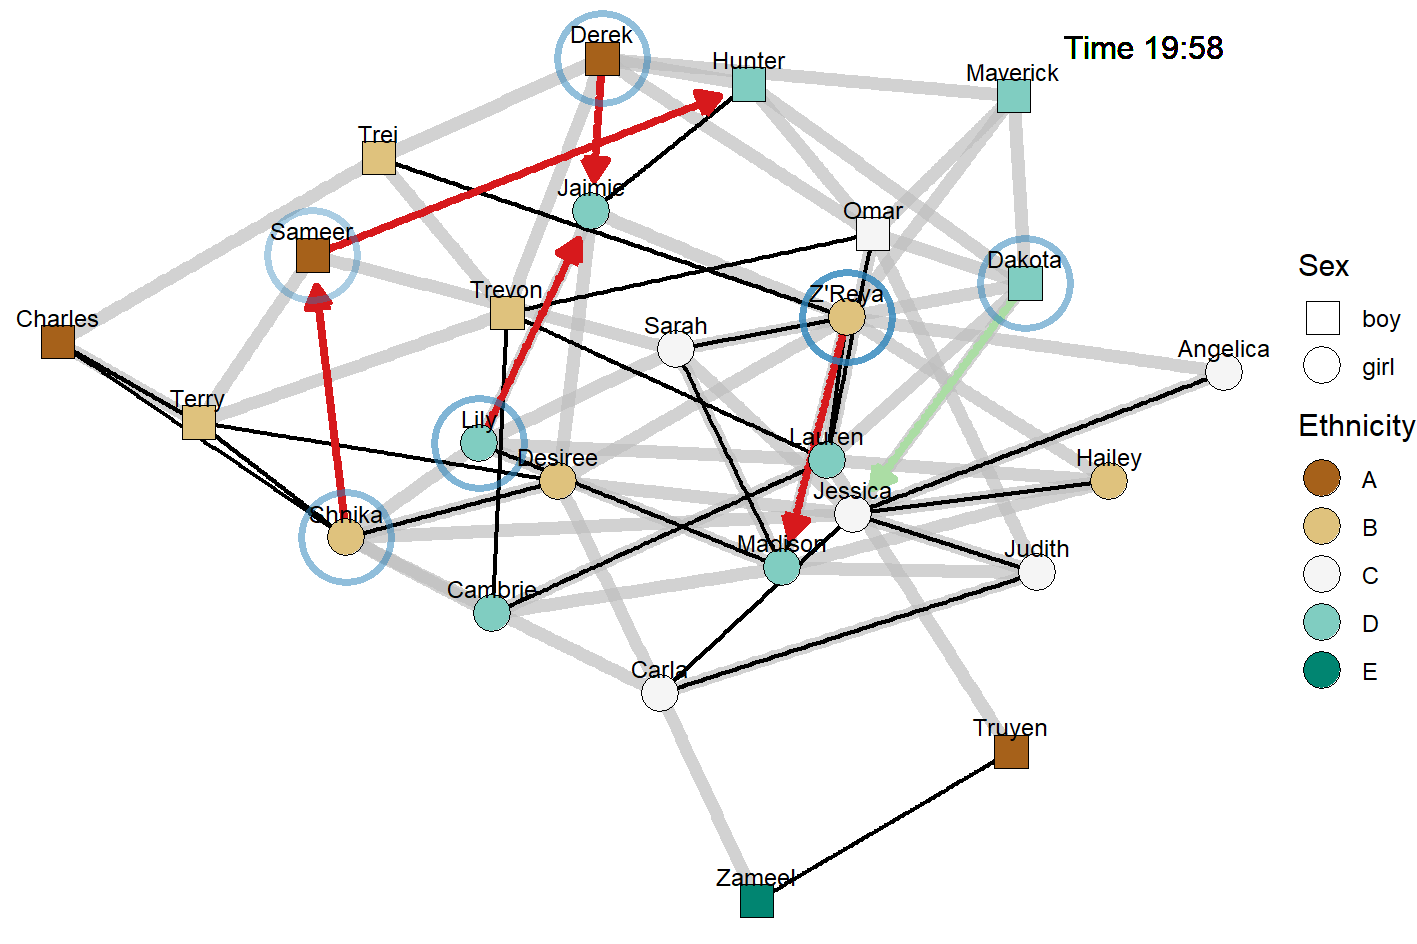 Derek
Time 19:58
Hunter
Maverick
Trei
Jaimie
Omar
Sameer
Dakota
Sex
Trevon
Z'Reya
Charles
boy
Sarah
Angelica
girl
Terry
Lily
Lauren
Ethnicity
Desiree
Hailey
A
Jessica
Shnika
B
Madison
Judith
C
Cambrie
D
Carla
E
Truyen
Zameel